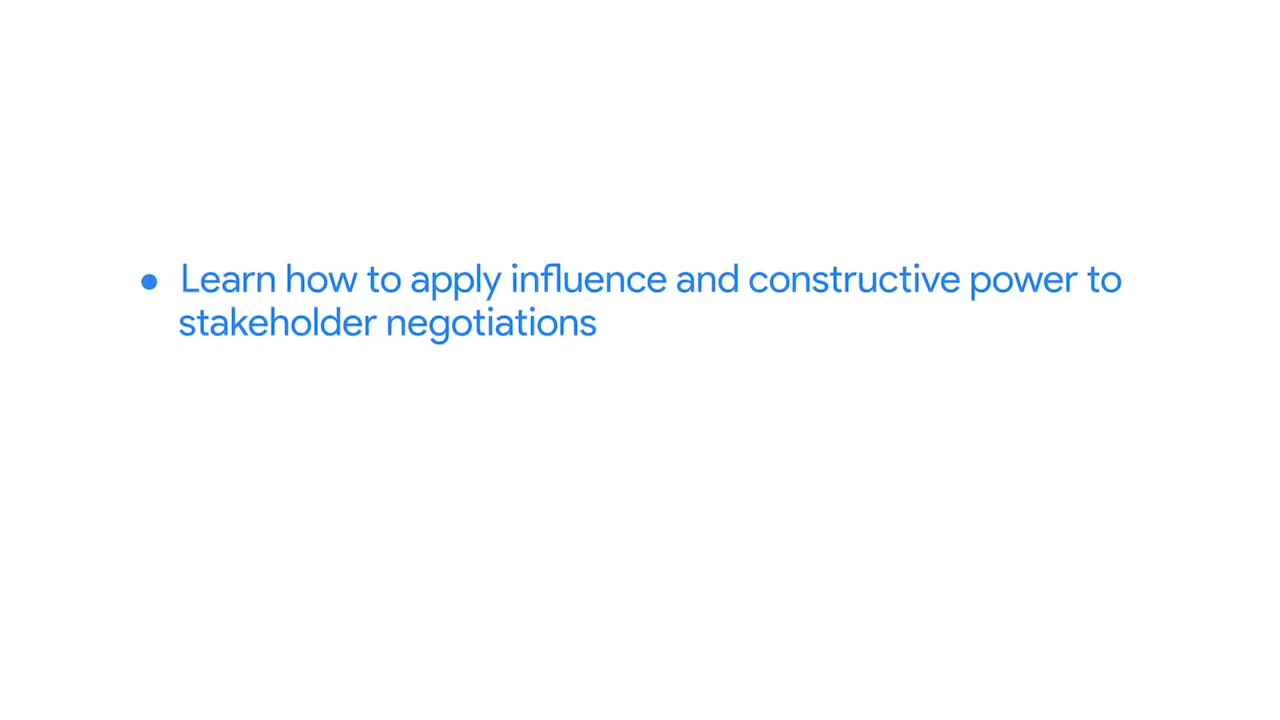 ● Learn how to apply influence and constructive power to
stakeholder negotiations